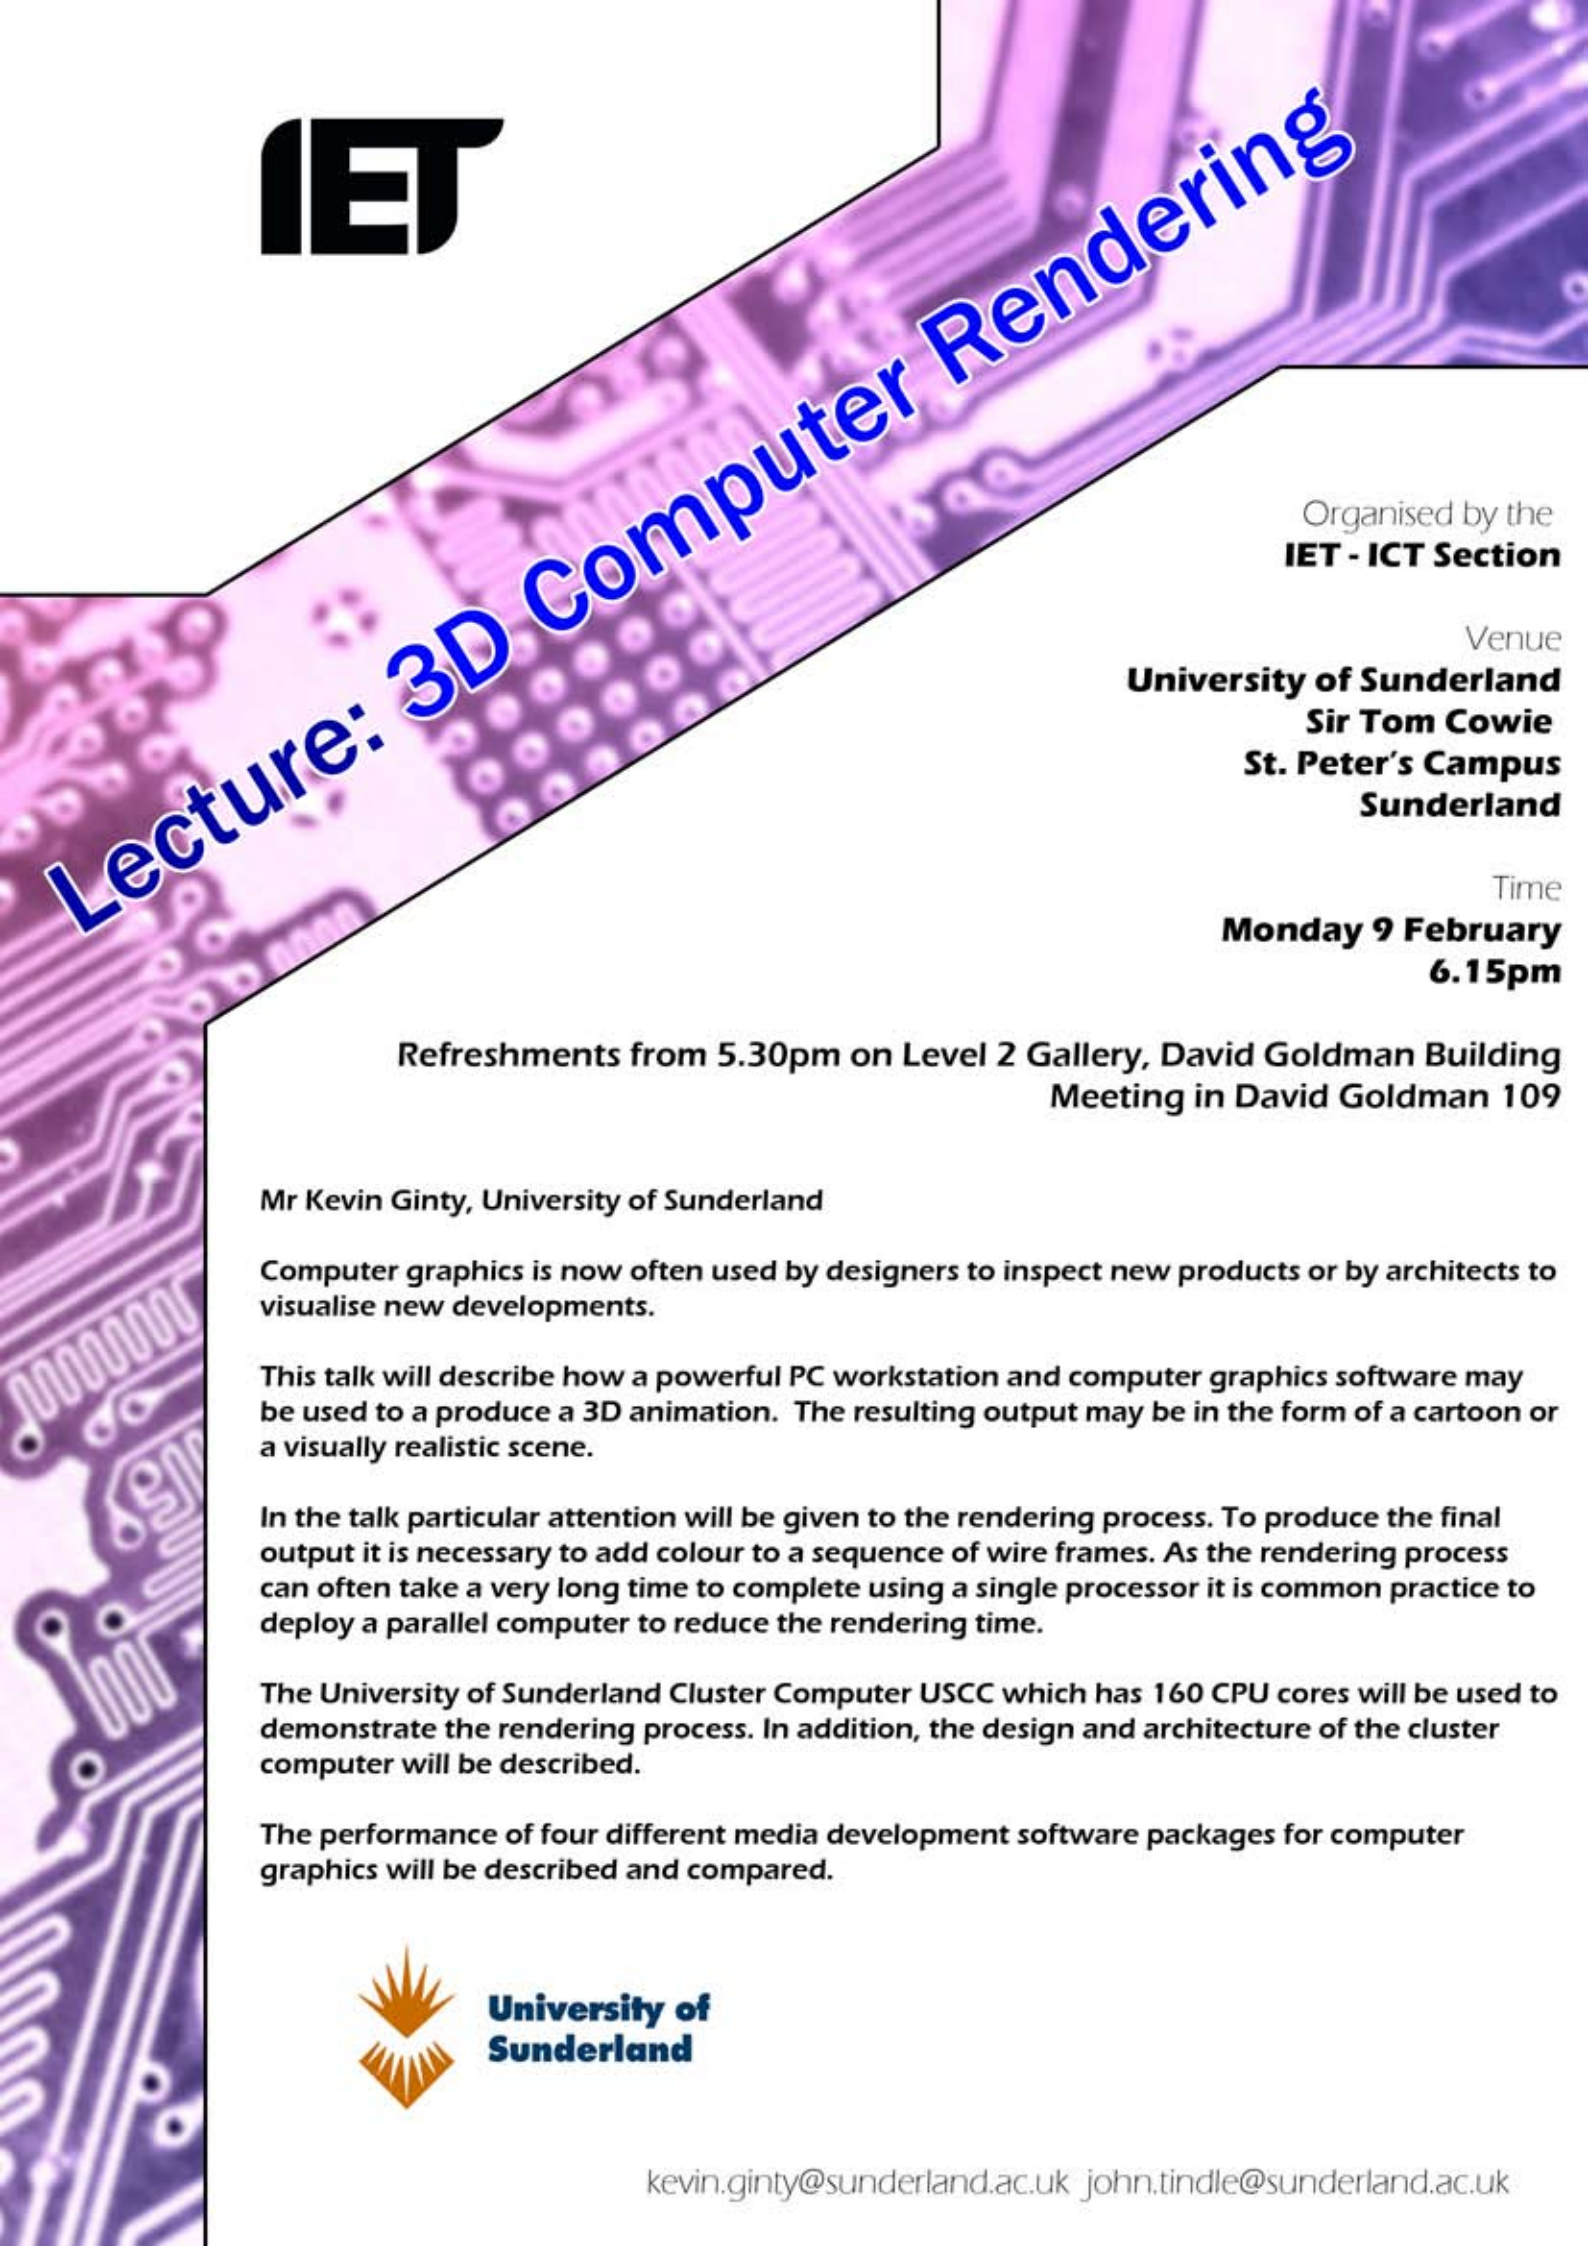 IET
Lecture: 3D Computer Rendering
Organised by the
IET - ICT Section
Venue
University of Sunderland
Sir Tom Cowie
St. Peter's Campus
Sunderland
Time
Monday 9 February
6.15pm
Refreshments from 5.30pm on Level 2 Gallery, David Goldman Building
Meeting in David Goldman 109
Mr Kevin Ginty, University of Sunderland
Computer graphics is now often used by designers to inspect new products or by architects to
visualise new developments.
This talk will describe how a powerful PC workstation and computer graphics software may
be used to a produce a 3D animation.  The resulting output may be in the form of a cartoon or
a visually realistic scene.
In the talk particular attention will be given to the rendering process. To produce the final
output it is necessary to add colour to a sequence of wire frames. As the rendering process
can often take a very long time to complete using a single processor it is common practice to
deploy a parallel computer to reduce the rendering time.
The University of Sunderland Cluster Computer USCC which has 160 CPU cores will be used to
demonstrate the rendering process. In addition, the design and architecture of the cluster
computer will be described.
The performance of four different media development software packages for computer
graphics will be described and compared.
University of
Sunderland
kevin.ginty@sunderland.ac.uk  john.tindle@sunderland.ac.uk